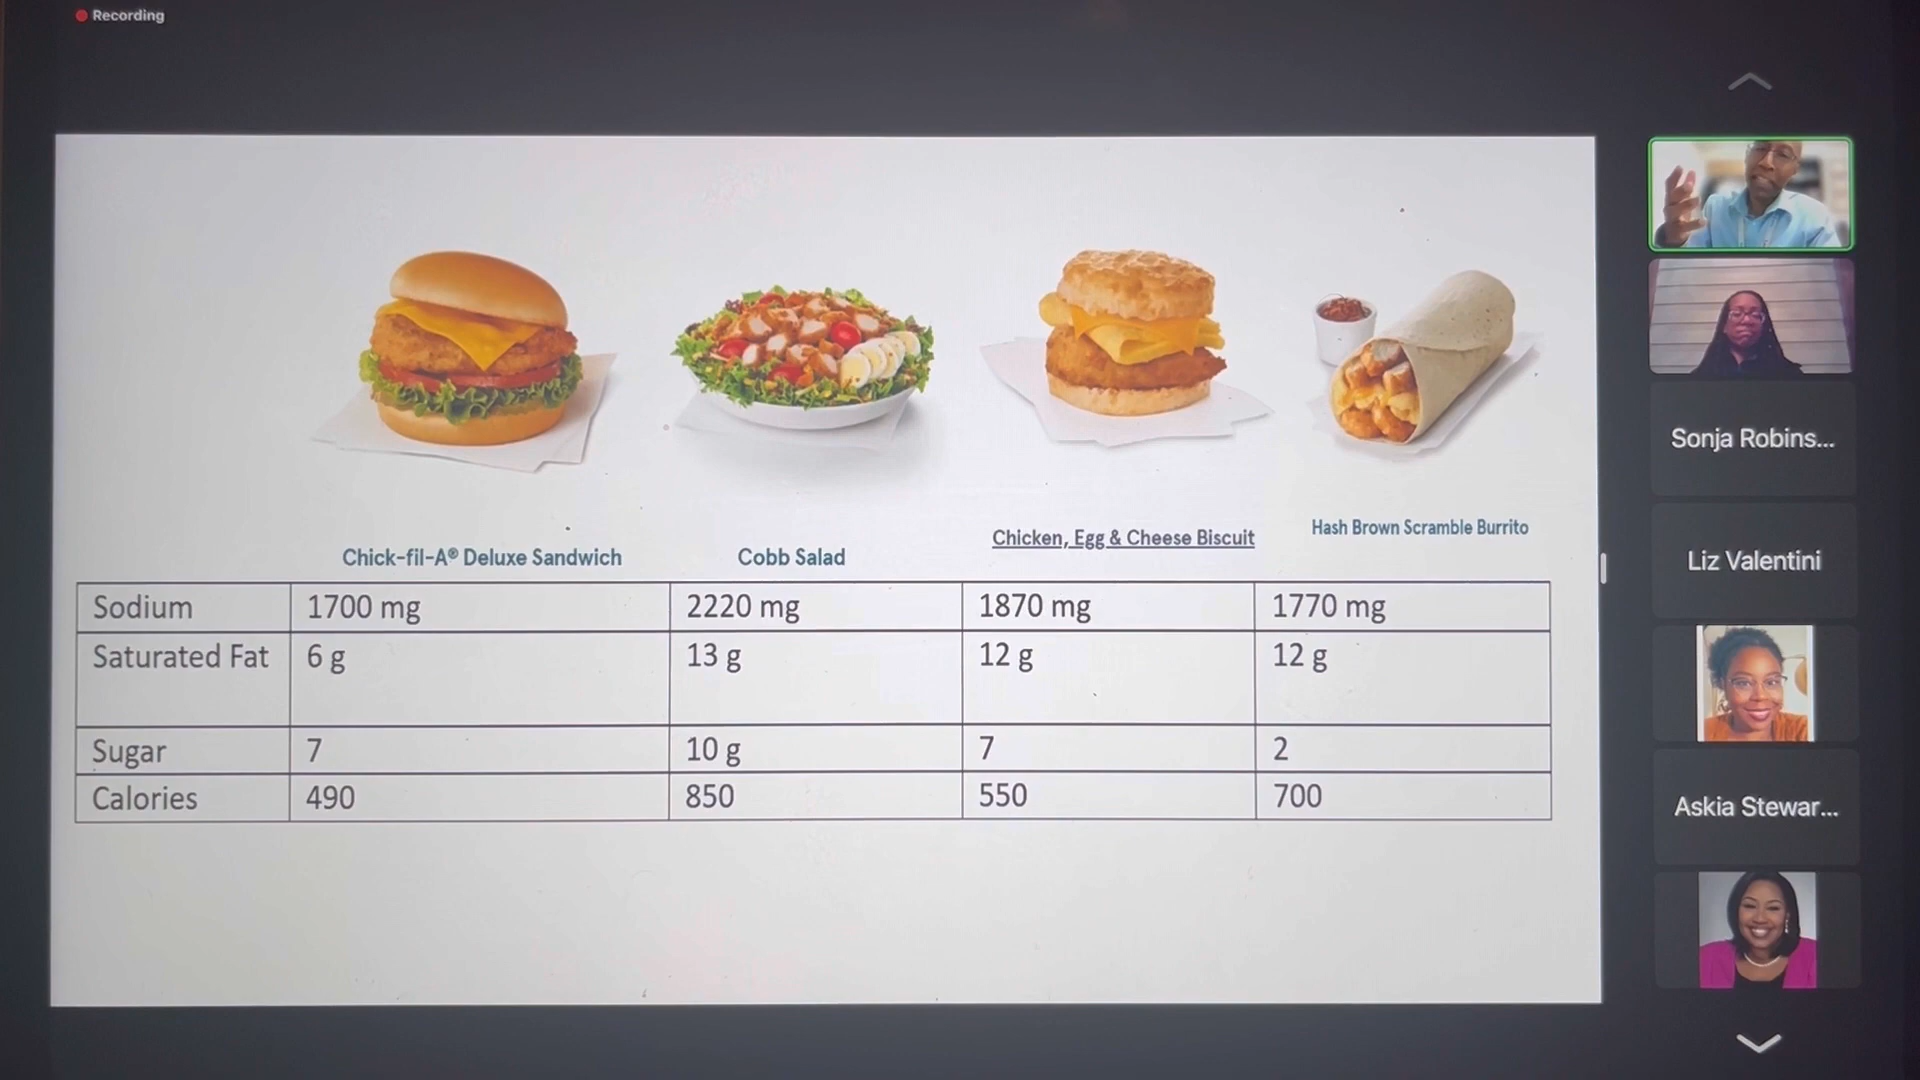 Recording
Chick-fil-A® Deluxe Sandwich
Cobb Salad
Chicken, Egg & Cheese Biscuit
Hash Brown Scramble Burrito
Sodium 1700 mg 2220 mg 1870 mg 1770 mg
Saturated Fat 6 g 13 g 12 g 12 g
Sugar 7 10 g 7 2
Calories 490 850 550 700
Sonja Robins...
Liz Valentini
Askia Stewar...